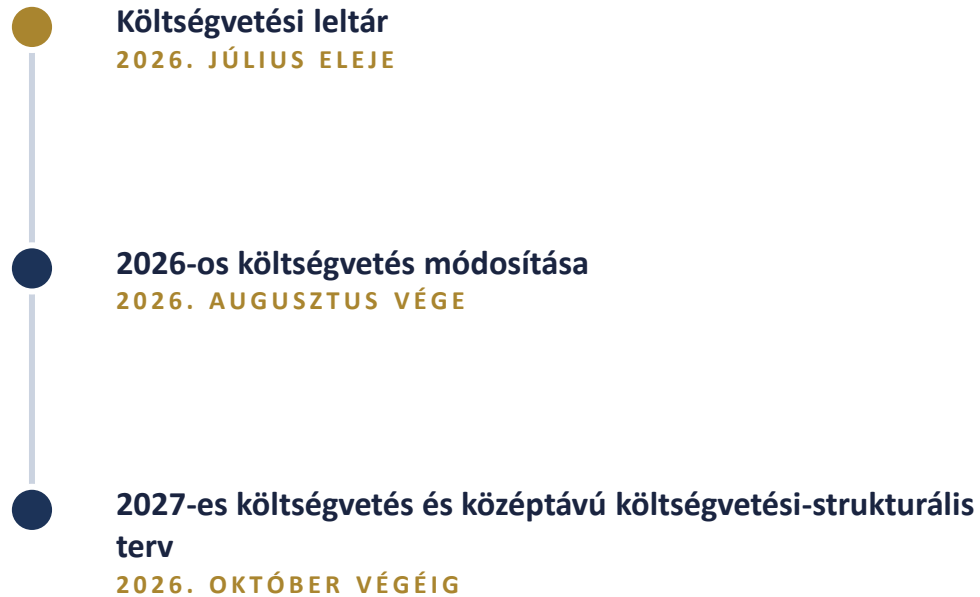 Költségvetési leltár
2026. JÚLIUS ELEJE
2026-os költségvetés módosítása
2026. AUGUSZTUS VÉGE
2027-es költségvetés és középtávú költségvetési-strukturális
terv
2026. OKTÓBER VÉGÉIG